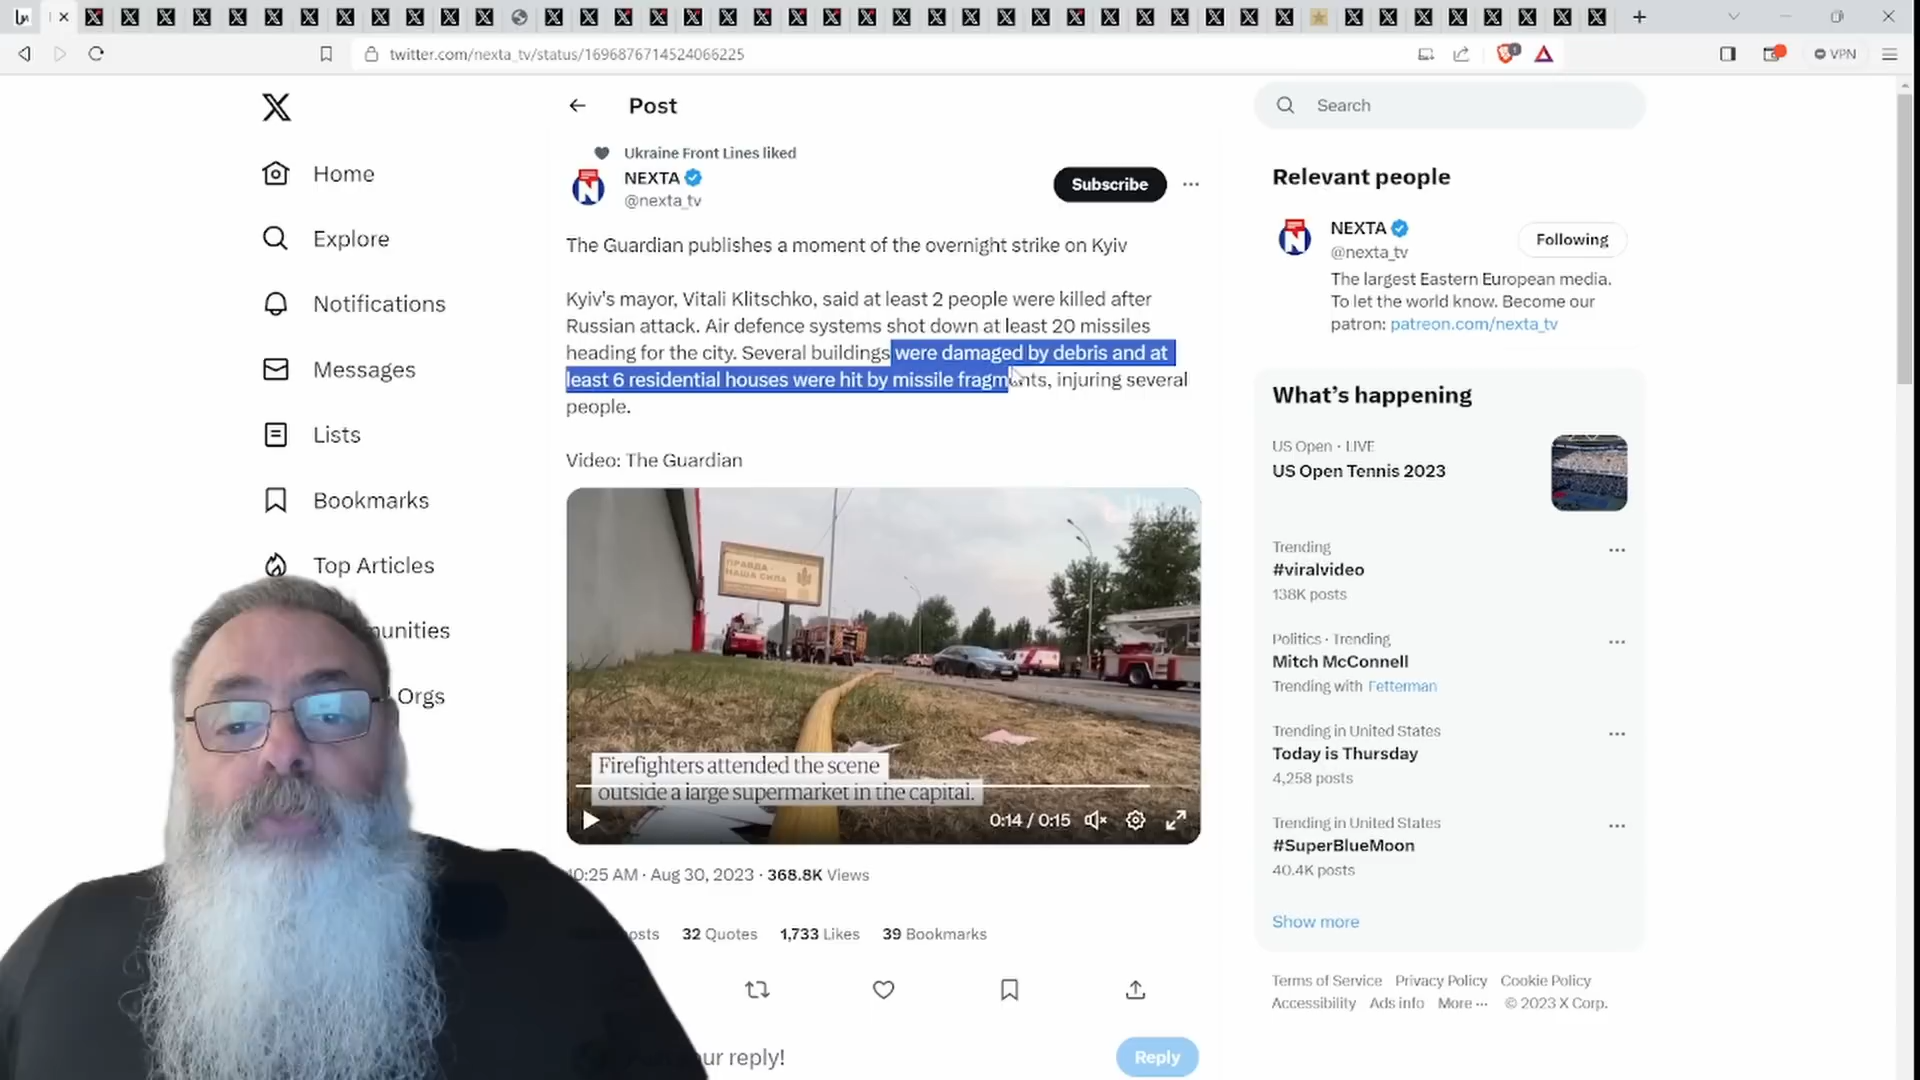 twitter.com/nexta_tv/status/1696876714524066225
VPN
Home
Explore
Notifications
Messages
Lists
Bookmarks
Top Articles
Orgs
Post
Ukraine Front Lines liked
NEXTA
@nexta_tv
Subscribe
The Guardian publishes a moment of the overnight strike on Kyiv
Kyiv's mayor, Vitali Klitschko, said at least 2 people were killed after
Russian attack. Air defence systems shot down at least 20 missiles
heading for the city. Several buildings were damaged by debris and at
least 6 residential houses were hit by missile fragments, injuring several
people.
Video: The Guardian
ПРАВДА -
НАША СИЛА
Firefighters attended the scene
outside a large supermarket in the capital.
0:14 / 0:15
10:25 AM · Aug 30, 2023 · 368.8K Views
32 Quotes 1,733 Likes 39 Bookmarks
your reply!
Reply
Search
Relevant people
NEXTA
@nexta_tv
Following
The largest Eastern European media.
To let the world know. Become our
patron: patreon.com/nexta_tv
What's happening
US Open · LIVE
US Open Tennis 2023
Trending
#viralvideo
138K posts
Politics · Trending
Mitch McConnell
Trending with Fetterman
Trending in United States
Today is Thursday
4,258 posts
Trending in United States
#SuperBlueMoon
40.4K posts
Show more
Terms of Service Privacy Policy Cookie Policy
Accessibility Ads info More ··· © 2023 X Corp.